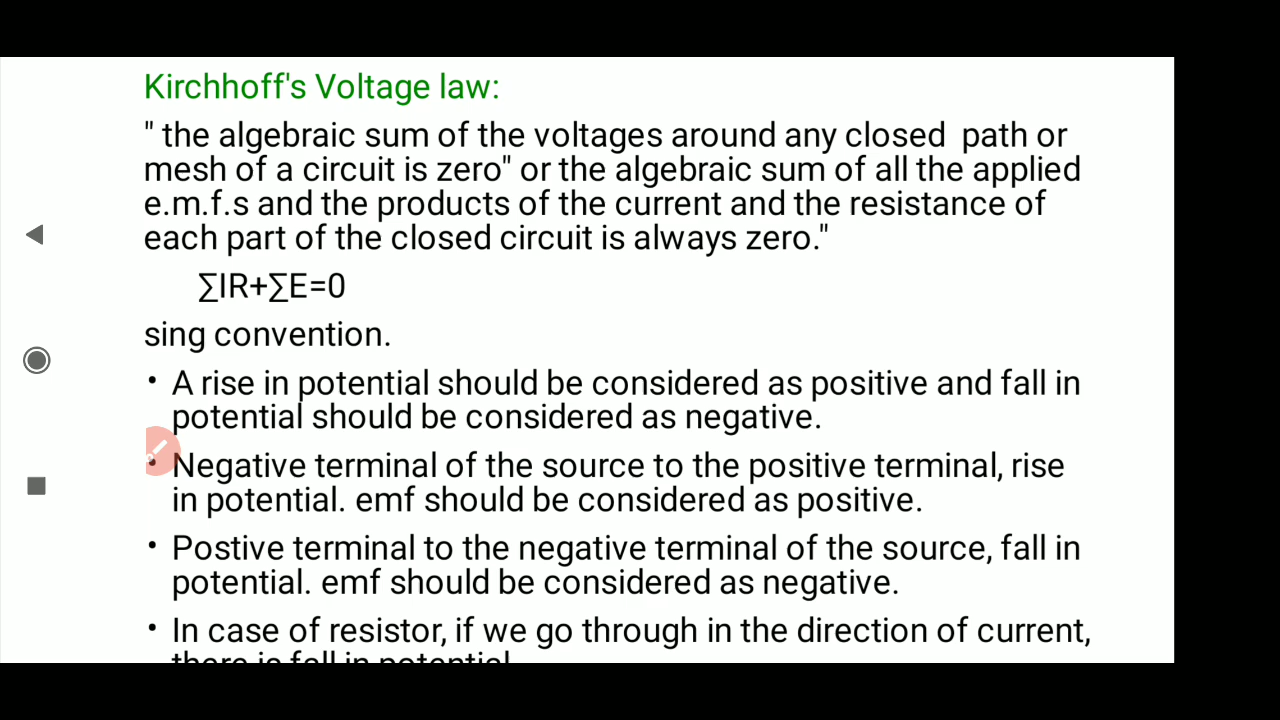 Kirchhoff's Voltage law:
" the algebraic sum of the voltages around any closed  path or
mesh of a circuit is zero" or the algebraic sum of all the applied
e.m.f.s and the products of the current and the resistance of
each part of the closed circuit is always zero."
∑IR+∑E=0
sing convention.
• A rise in potential should be considered as positive and fall in
potential should be considered as negative.
• Negative terminal of the source to the positive terminal, rise
in potential. emf should be considered as positive.
• Postive terminal to the negative terminal of the source, fall in
potential. emf should be considered as negative.
• In case of resistor, if we go through in the direction of current,
there is fall in potential